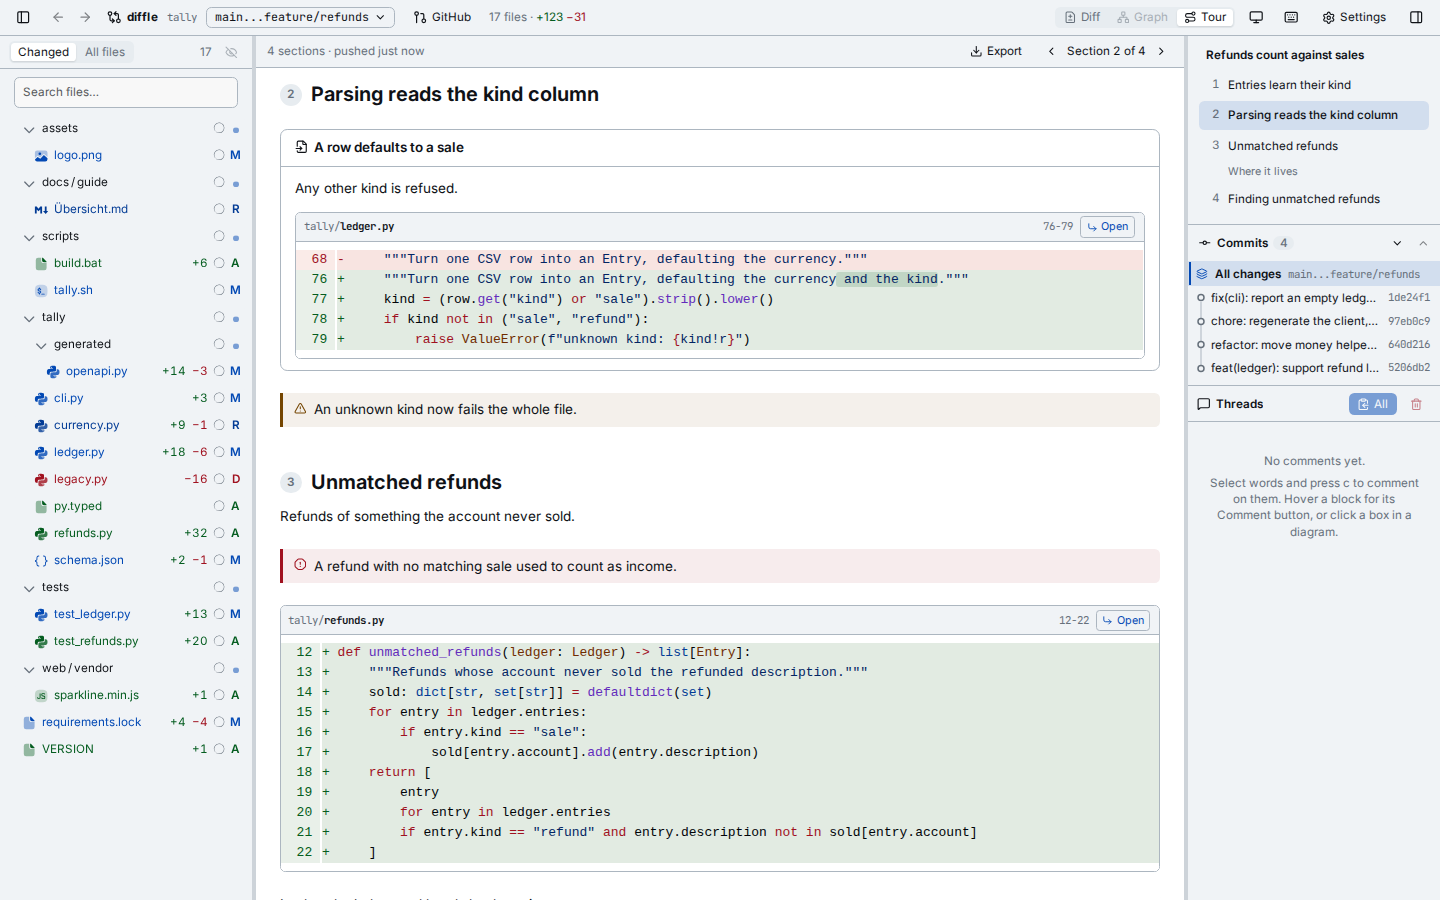 diffle tally main...feature/refunds GitHub 17 files · +123 −31 Diff Graph Tour Settings
Changed All files 17
Search files...
assets
logo.png M
docs / guide
Übersicht.md R
scripts
build.bat +6 A
tally.sh M
tally
generated
openapi.py +14 −3 M
cli.py +3 M
currency.py +9 −1 R
ledger.py +18 −6 M
legacy.py −16 D
py.typed A
refunds.py +32 A
schema.json +2 −1 M
tests
test_ledger.py +13 M
test_refunds.py +20 A
web / vendor
sparkline.min.js +1 A
requirements.lock +4 −4 M
VERSION +1 A
4 sections · pushed just now Export Section 2 of 4
2 Parsing reads the kind column
A row defaults to a sale
Any other kind is refused.
tally/ledger.py 76-79 Open
68 - """Turn one CSV row into an Entry, defaulting the currency."""
76 + """Turn one CSV row into an Entry, defaulting the currency and the kind."""
77 + kind = (row.get("kind") or "sale").strip().lower()
78 + if kind not in ("sale", "refund"):
79 + raise ValueError(f"unknown kind: {kind!r}")
An unknown kind now fails the whole file.
3 Unmatched refunds
Refunds of something the account never sold.
A refund with no matching sale used to count as income.
tally/refunds.py 12-22 Open
12 + def unmatched_refunds(ledger: Ledger) -> list[Entry]:
13 + """Refunds whose account never sold the refunded description."""
14 + sold: dict[str, set[str]] = defaultdict(set)
15 + for entry in ledger.entries:
16 + if entry.kind == "sale":
17 + sold[entry.account].add(entry.description)
18 + return [
19 + entry
20 + for entry in ledger.entries
21 + if entry.kind == "refund" and entry.description not in sold[entry.account]
22 + ]
Refunds count against sales
1 Entries learn their kind
2 Parsing reads the kind column
3 Unmatched refunds
Where it lives
4 Finding unmatched refunds
Commits 4
All changes main...feature/refunds
fix(cli): report an empty ledg... 1de24f1
chore: regenerate the client,... 97eb0c9
refactor: move money helpe... 640d216
feat(ledger): support refund l... 5206db2
Threads All
No comments yet.
Select words and press c to comment
on them. Hover a block for its
Comment button, or click a box in a
diagram.